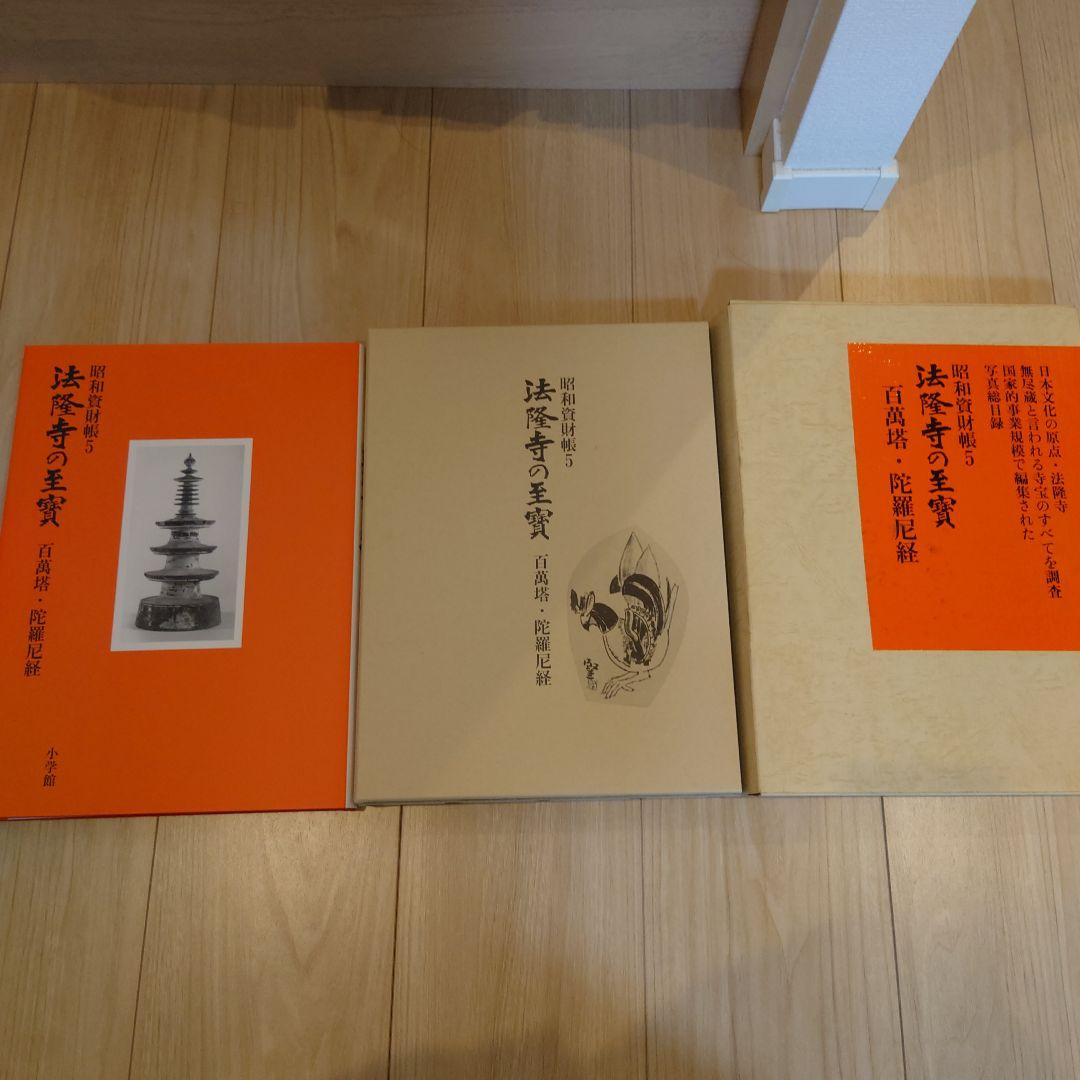 昭和資財帳5
法隆寺の至寳
百萬塔・陀羅尼経
小学館
昭和資財帳5
法隆寺の至寳
百萬塔・陀羅尼経
日本文化の原点・法隆寺
無尽蔵と言われる寺宝のすべてを調査
国家的事業規模で編集された
写真総目録
昭和資財帳5
法隆寺の至寳
百萬塔・陀羅尼経